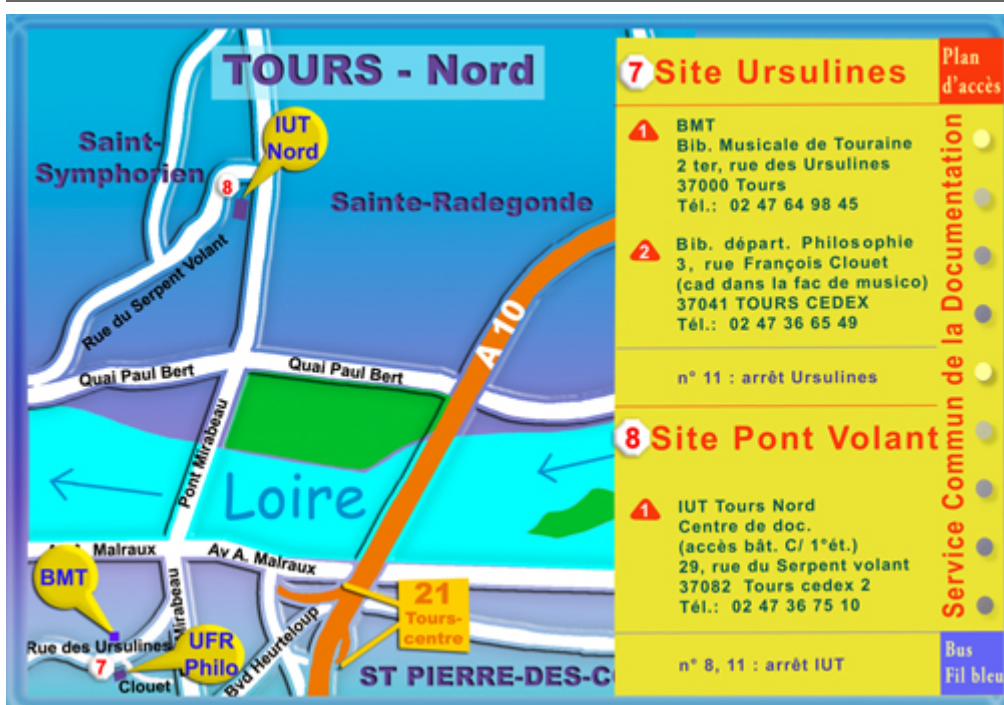 TOURS - Nord
IUT
Nord
Saint-
Symphorien
8
Sainte-Radegonde
Rue du Serpent Volant
A 10
Quai Paul Bert
Quai Paul Bert
Pont Mirabeau
Loire
A. Malraux
Av A. Malraux
BMT
Mirabeau
21
Tours-
centre
UFR
Philo
Rue des Ursulines
7
Clouet
Bvd Heurteloup
ST PIERRE-DES-C
7 Site Ursulines
Plan
d'accès
1
BMT
Bib. Musicale de Touraine
2 ter, rue des Ursulines
37000 Tours
Tél.: 02 47 64 98 45
2
Bib. départ. Philosophie
3, rue François Clouet
(cad dans la fac de musico)
37041 TOURS CEDEX
Tél.: 02 47 36 65 49
n° 11 : arrêt Ursulines
8 Site Pont Volant
1
IUT Tours Nord
Centre de doc.
(accès bât. C/ 1°ét.)
29, rue du Serpent volant
37082 Tours cedex 2
Tél.: 02 47 36 75 10
n° 8, 11 : arrêt IUT
Service Commun de la Documentation
Bus
Fil bleu